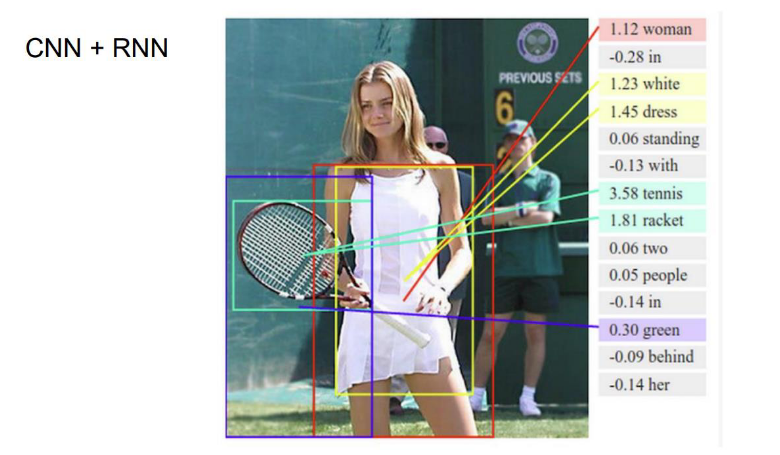 CNN + RNN
PREVIOUS SETS
6
1.12 woman
-0.28 in
1.23 white
1.45 dress
0.06 standing
-0.13 with
3.58 tennis
1.81 racket
0.06 two
0.05 people
-0.14 in
0.30 green
-0.09 behind
-0.14 her